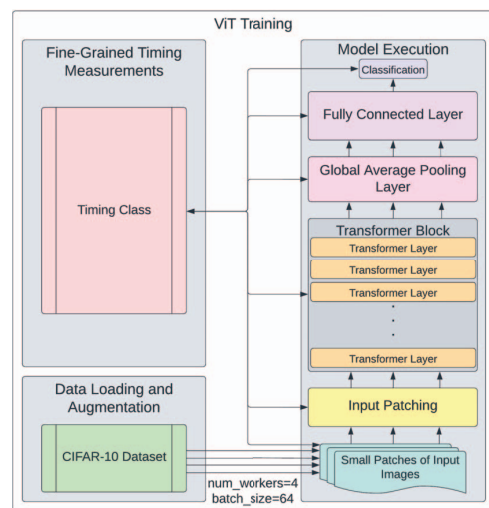 ViT Training
Fine-Grained Timing
Measurements
Timing Class
Data Loading and
Augmentation
CIFAR-10 Dataset
num_workers=4
batch_size=64
Model Execution
Classification
Fully Connected Layer
Global Average Pooling
Layer
Transformer Block
Transformer Layer
Transformer Layer
Transformer Layer
.
.
.
Transformer Layer
Input Patching
Small Patches of Input
Images